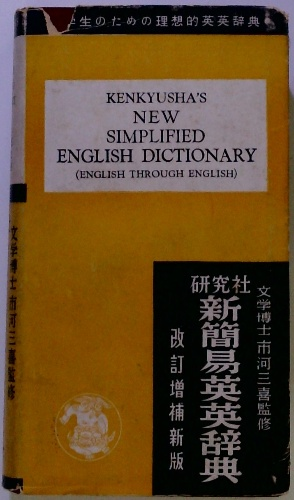 生のための理想的英英辞典
KENKYUSHA'S
NEW
SIMPLIFIED
ENGLISH DICTIONARY
(ENGLISH THROUGH ENGLISH)
文学博士 市河三喜監修
研究社
新簡易英英辞典
改訂増補新版
文学博士 市河三喜監修